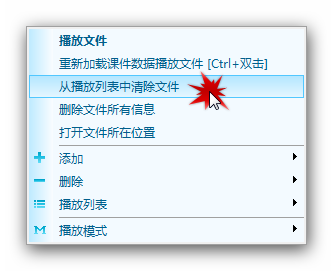 播放文件
重新加载课件数据播放文件 [Ctrl+双击]
从播放列表中清除文件
删除文件所有信息
打开文件所在位置
添加
删除
播放列表
播放模式